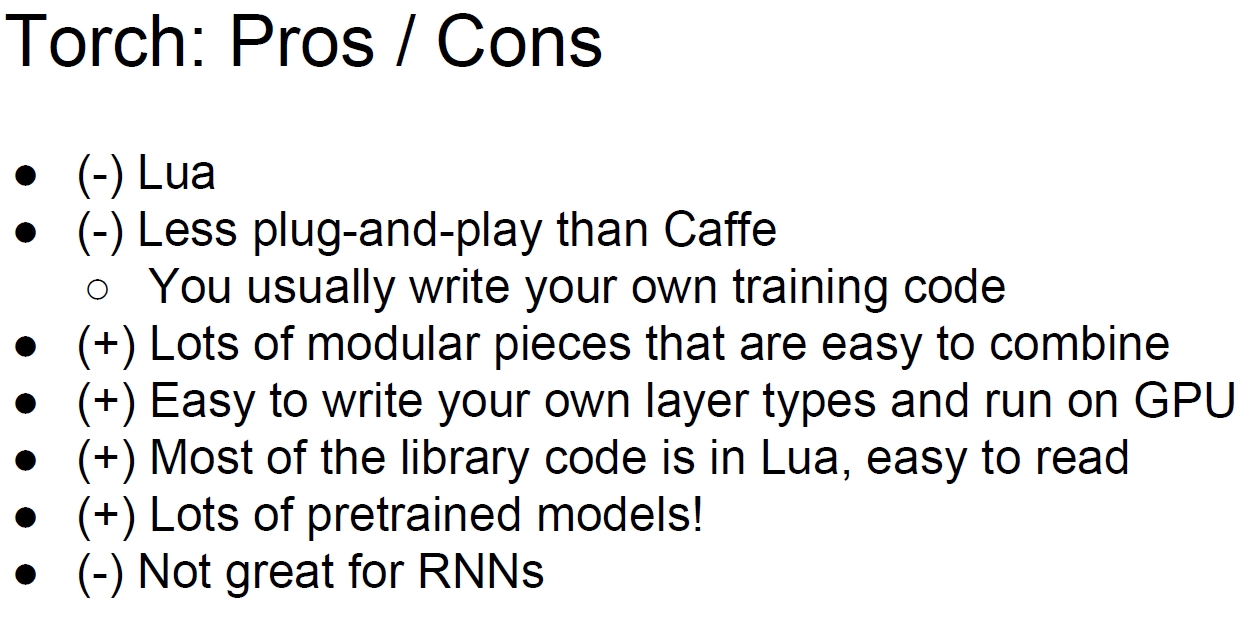 Torch: Pros / Cons
● (-) Lua
● (-) Less plug-and-play than Caffe
○ You usually write your own training code
● (+) Lots of modular pieces that are easy to combine
● (+) Easy to write your own layer types and run on GPU
● (+) Most of the library code is in Lua, easy to read
● (+) Lots of pretrained models!
● (-) Not great for RNNs